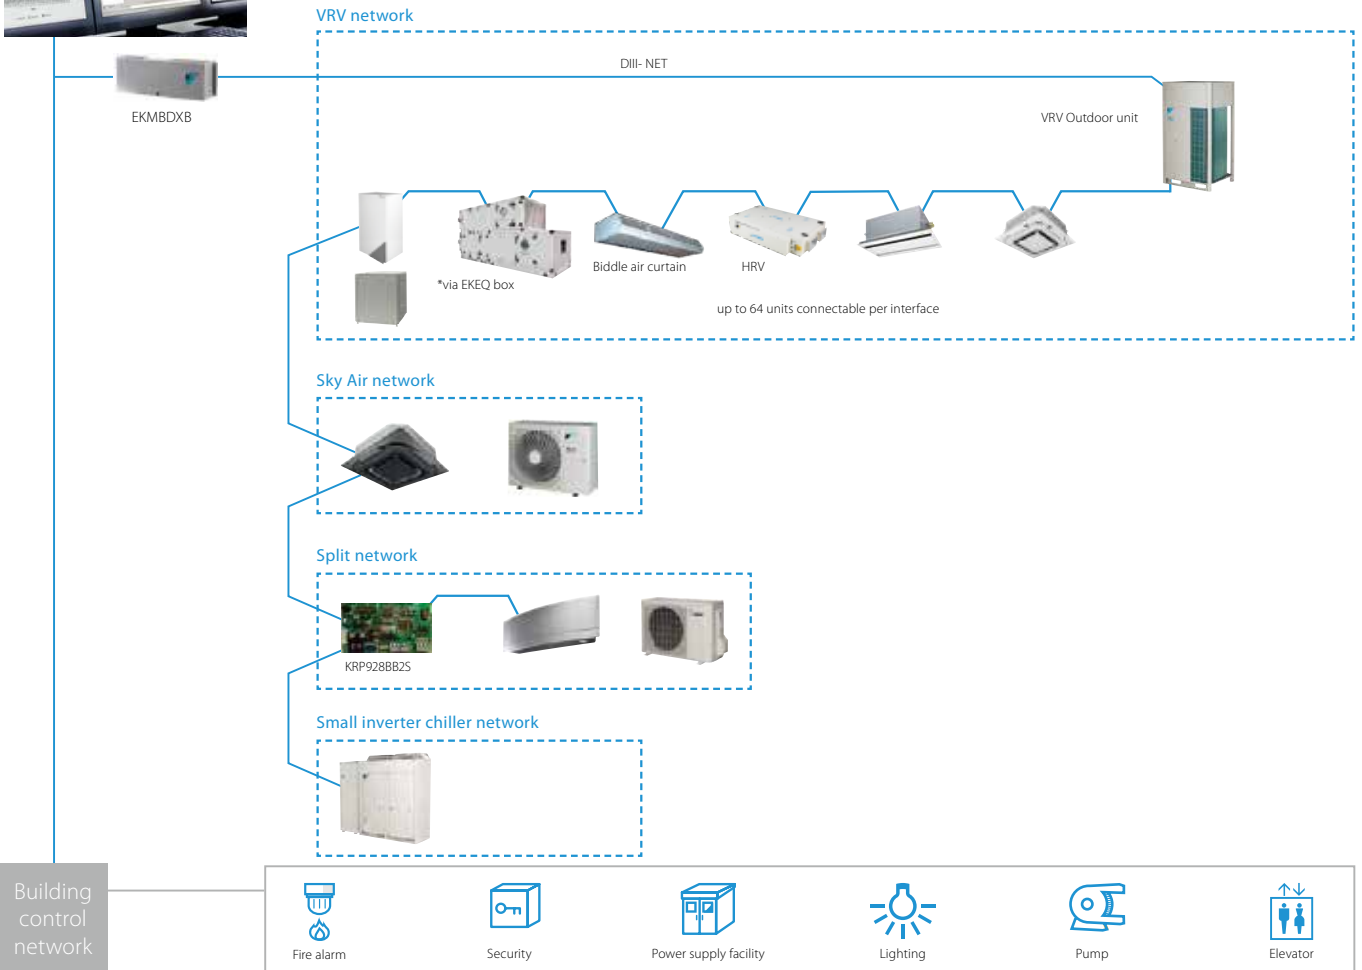 VRV network
DIII- NET
EKMBDXB
VRV Outdoor unit
Biddle air curtain
HRV
*via EKEQ box
up to 64 units connectable per interface
Sky Air network
Split network
KRP928BB2S
Small inverter chiller network
Building
control
network
Fire alarm
Security
Power supply facility
Lighting
Pump
Elevator